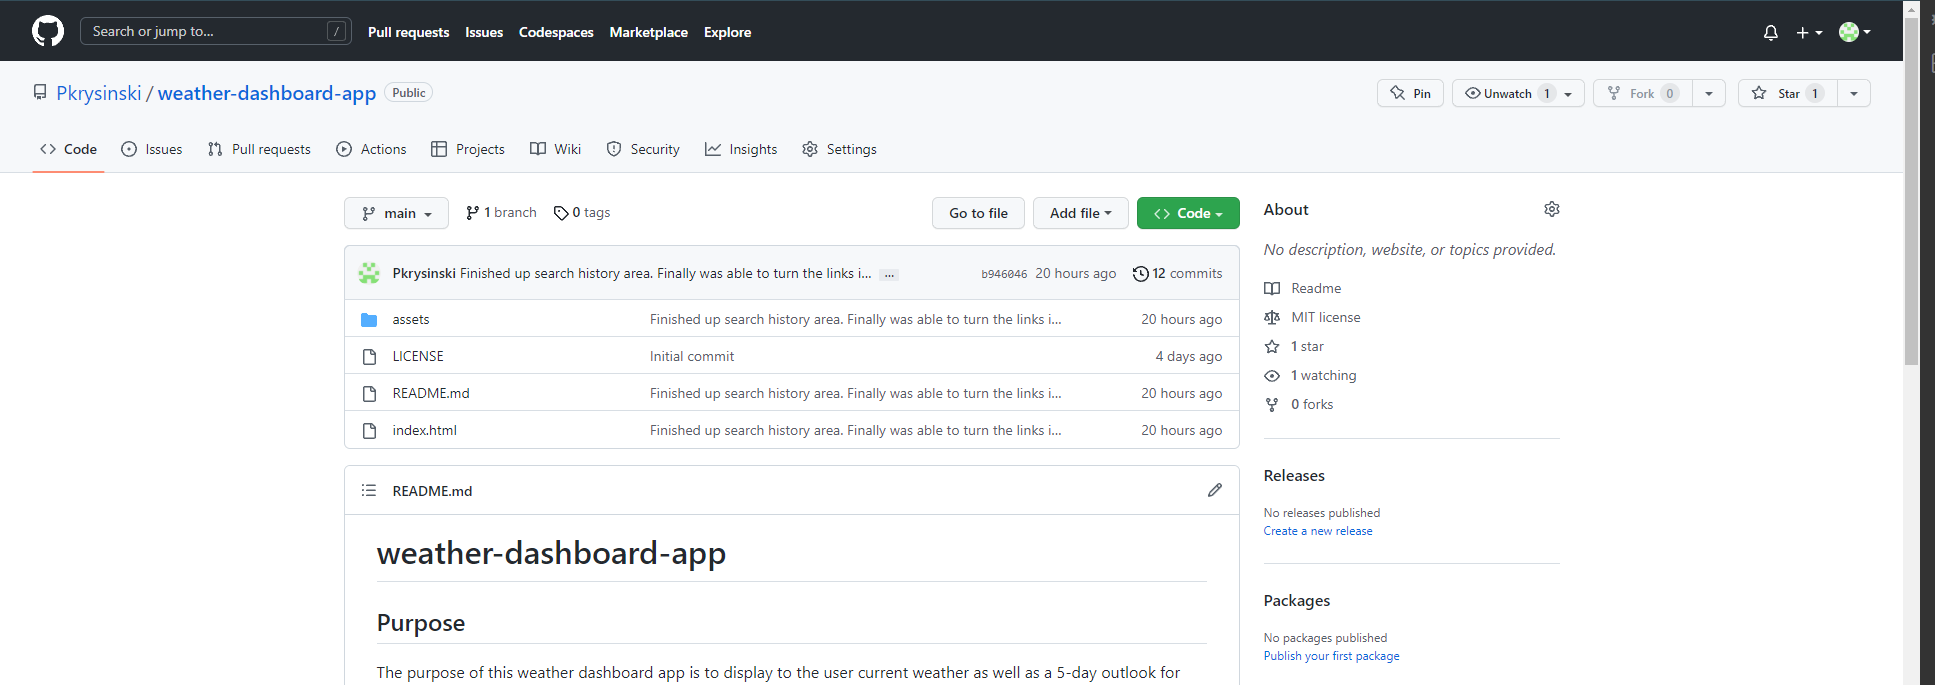 Search or jump to... / Pull requests Issues Codespaces Marketplace Explore
Pkrysinski / weather-dashboard-app Public Pin Unwatch 1 Fork 0 Star 1
Code Issues Pull requests Actions Projects Wiki Security Insights Settings
main 1 branch 0 tags Go to file Add file Code
Pkrysinski Finished up search history area. Finally was able to turn the links i... ... b946046 20 hours ago 12 commits
assets Finished up search history area. Finally was able to turn the links i... 20 hours ago
LICENSE Initial commit 4 days ago
README.md Finished up search history area. Finally was able to turn the links i... 20 hours ago
index.html Finished up search history area. Finally was able to turn the links i... 20 hours ago
README.md
weather-dashboard-app
Purpose
The purpose of this weather dashboard app is to display to the user current weather as well as a 5-day outlook for
About
No description, website, or topics provided.
Readme
MIT license
1 star
1 watching
0 forks
Releases
No releases published
Create a new release
Packages
No packages published
Publish your first package